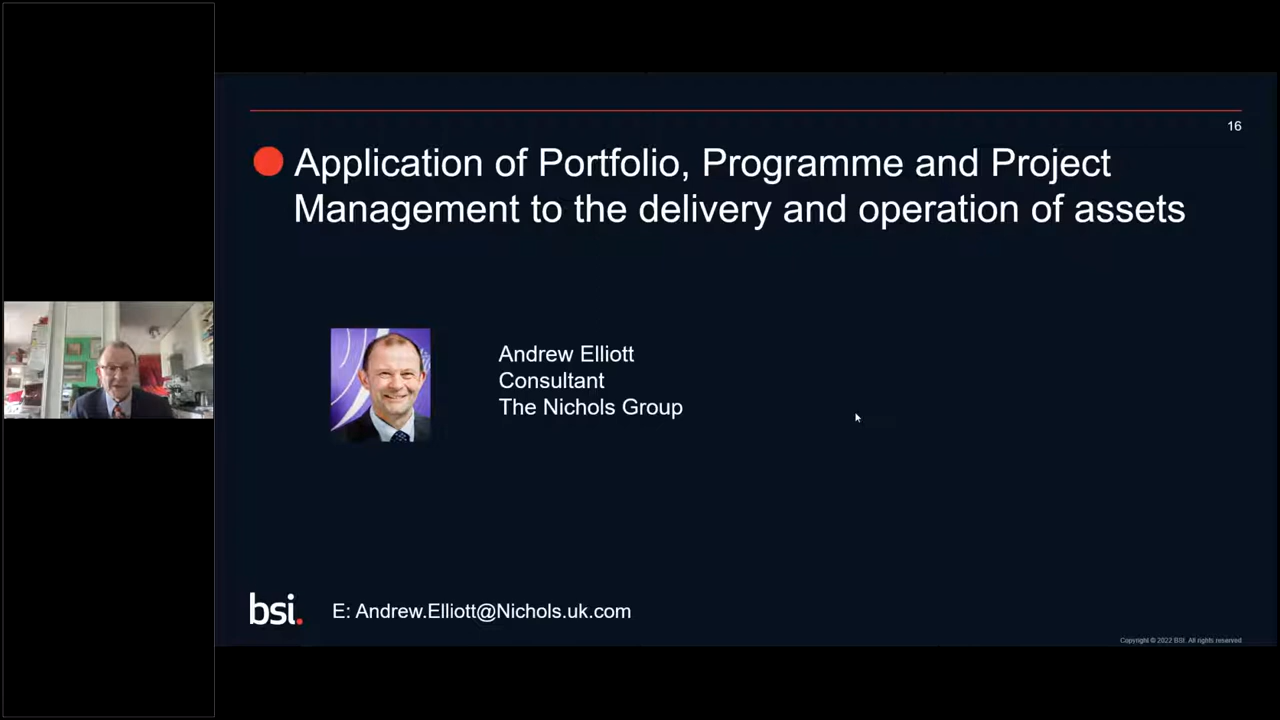 16
Application of Portfolio, Programme and Project
Management to the delivery and operation of assets
Andrew Elliott
Consultant
The Nichols Group
bsi.
E: Andrew.Elliott@Nichols.uk.com
Copyright © 2022 BSI. All rights reserved